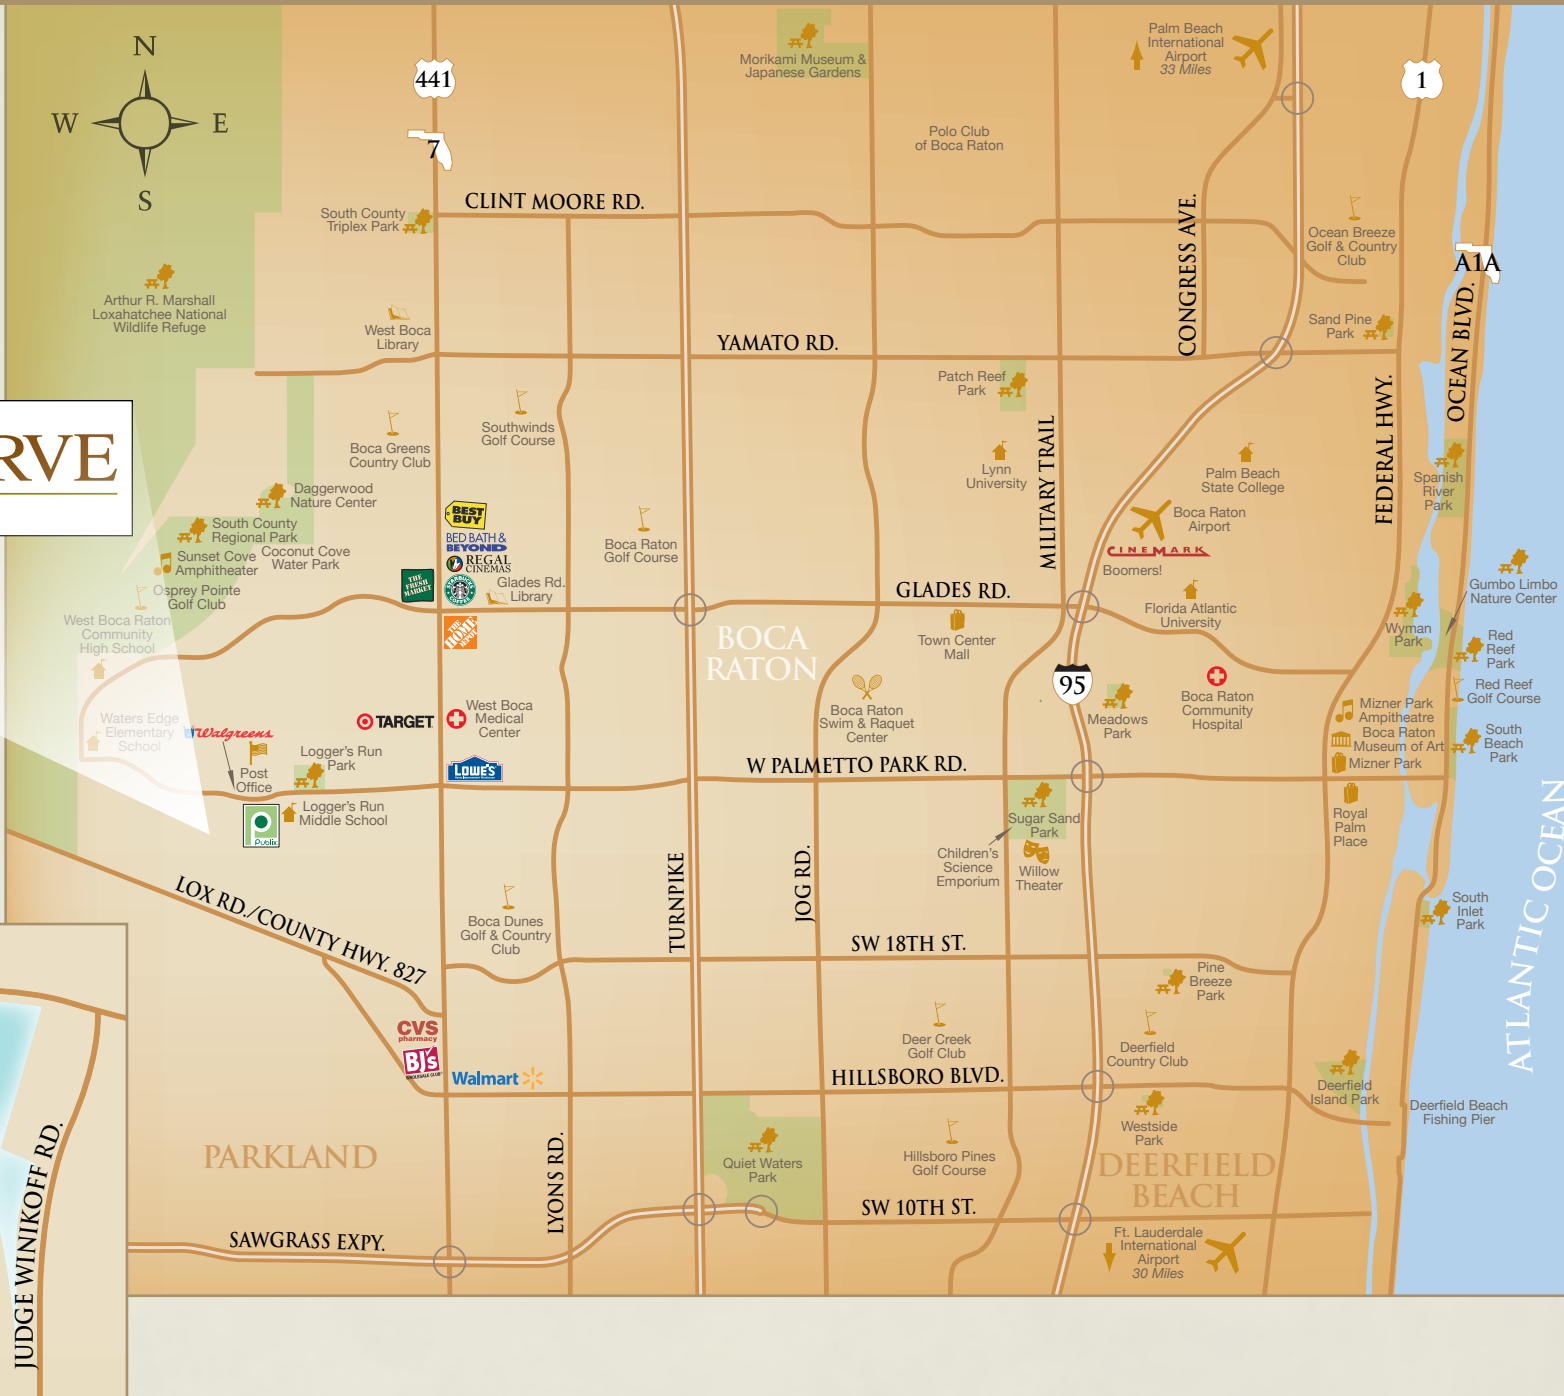 N
W
E
S
441
7
1
A1A
95
Morikami Museum &
Japanese Gardens
Palm Beach
International
Airport
33 Miles
Polo Club
of Boca Raton
CLINT MOORE RD.
South County
Triplex Park
CONGRESS AVE.
Ocean Breeze
Golf & Country
Club
Arthur R. Marshall
Loxahatchee National
Wildlife Refuge
West Boca
Library
YAMATO RD.
Sand Pine
Park
OCEAN BLVD.
Patch Reef
Park
FEDERAL HWY.
RVE
Boca Greens
Country Club
Southwinds
Golf Course
MILITARY TRAIL
Lynn
University
Palm Beach
State College
Spanish
River
Park
Daggerwood
Nature Center
South County
Regional Park
Sunset Cove
Amphitheater
Coconut Cove
Water Park
Osprey Pointe
Golf Club
West Boca Raton
Community
High School
BEST
BUY
BED BATH &
BEYOND
REGAL
CINEMAS
THE
FRESH
MARKET
STARBUCKS
COFFEE
Glades Rd.
Library
THE
HOME
DEPOT
Boca Raton
Golf Course
Boca Raton
Airport
CINEMARK
Boomers!
GLADES RD.
Florida Atlantic
University
Gumbo Limbo
Nature Center
Wyman
Park
Red
Reef
Park
BOCA
RATON
Town Center
Mall
Boca Raton
Swim & Raquet
Center
Meadows
Park
Boca Raton
Community
Hospital
Red Reef
Golf Course
Mizner Park
Ampitheatre
Boca Raton
Museum of Art
Mizner Park
South
Beach
Park
Waters Edge
Elementary
School
Walgreens
TARGET
West Boca
Medical
Center
Logger's Run
Park
Post
Office
LOWE'S
W PALMETTO PARK RD.
Publix
Logger's Run
Middle School
Sugar Sand
Park
Royal
Palm
Place
Children's
Science
Emporium
Willow
Theater
TURNPIKE
JOG RD.
ATLANTIC OCEAN
LOX RD./COUNTY HWY. 827
Boca Dunes
Golf & Country
Club
South
Inlet
Park
SW 18TH ST.
Pine
Breeze
Park
CVS
pharmacy
BJ's
WHOLESALE CLUB
Walmart
Deer Creek
Golf Club
Deerfield
Country Club
HILLSBORO BLVD.
Deerfield
Island Park
Deerfield Beach
Fishing Pier
Westside
Park
PARKLAND
LYONS RD.
Quiet Waters
Park
Hillsboro Pines
Golf Course
DEERFIELD
BEACH
SW 10TH ST.
SAWGRASS EXPY.
Ft. Lauderdale
International
Airport
30 Miles
JUDGE WINIKOFF RD.